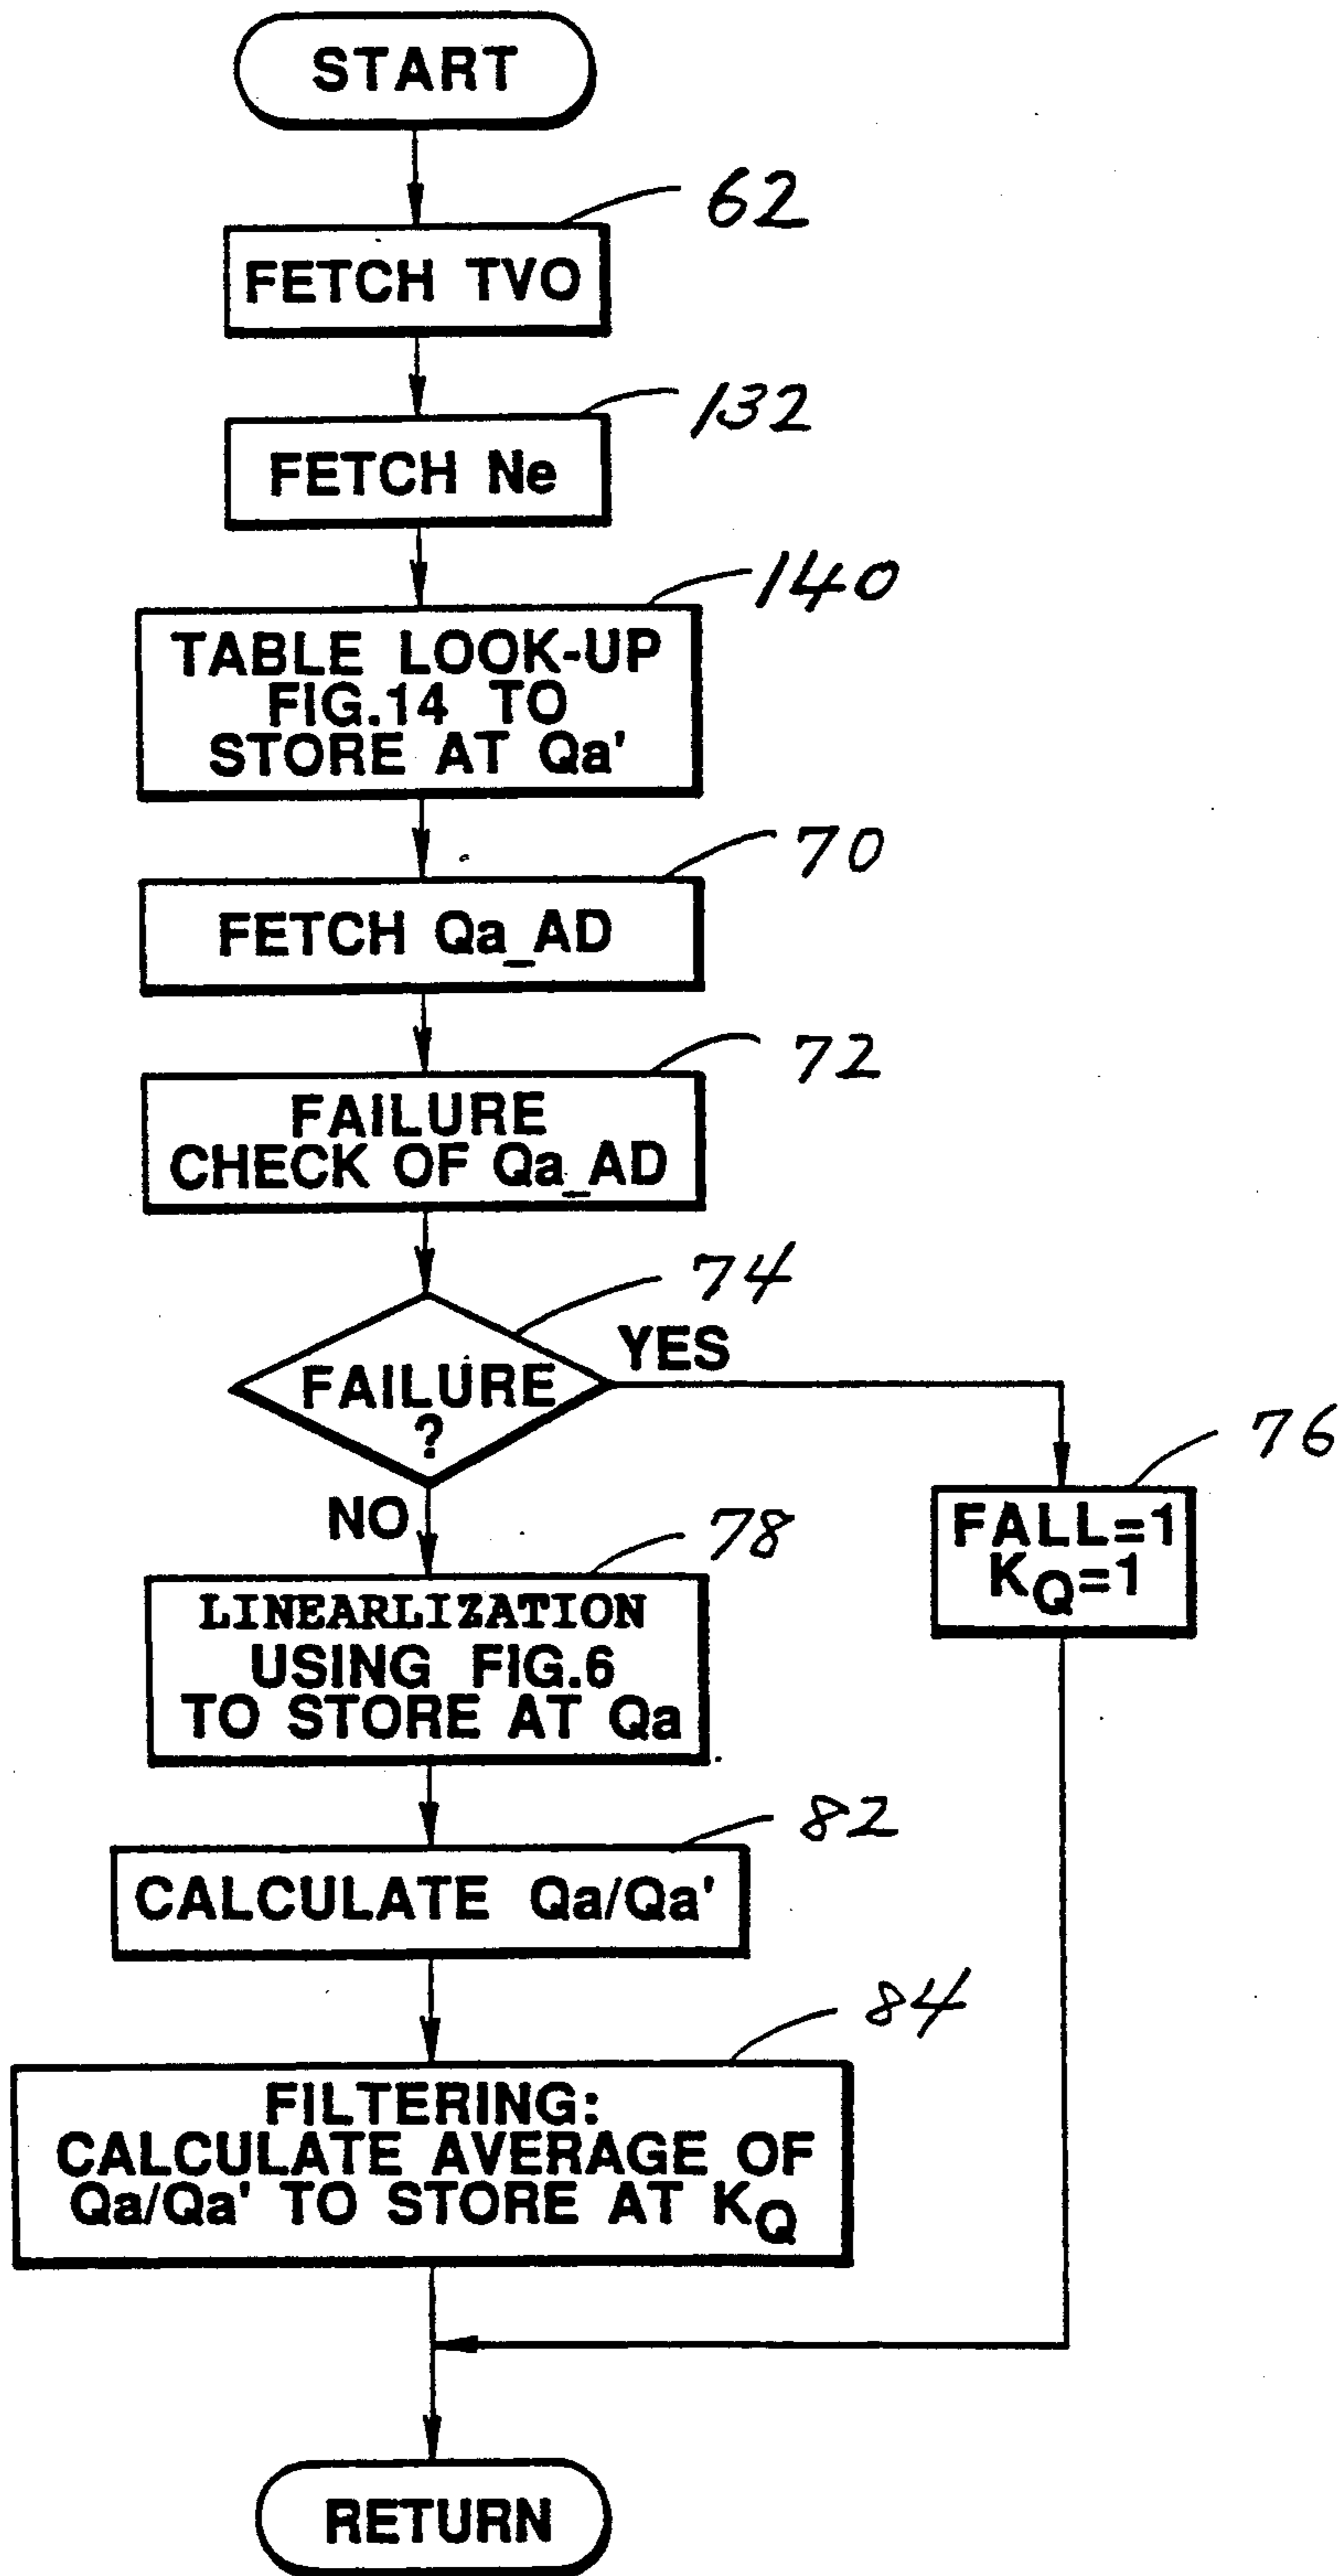 START
62
FETCH TVO
132
FETCH Ne
140
TABLE LOOK-UP
FIG.14 TO
STORE AT Qa'
70
FETCH Qa_AD
72
FAILURE
CHECK OF Qa_AD
74
FAILURE
?
YES
76
FALL=1
KQ=1
NO
78
LINEARLIZATION
USING FIG.6
TO STORE AT Qa
82
CALCULATE Qa/Qa'
84
FILTERING:
CALCULATE AVERAGE OF
Qa/Qa' TO STORE AT KQ
RETURN